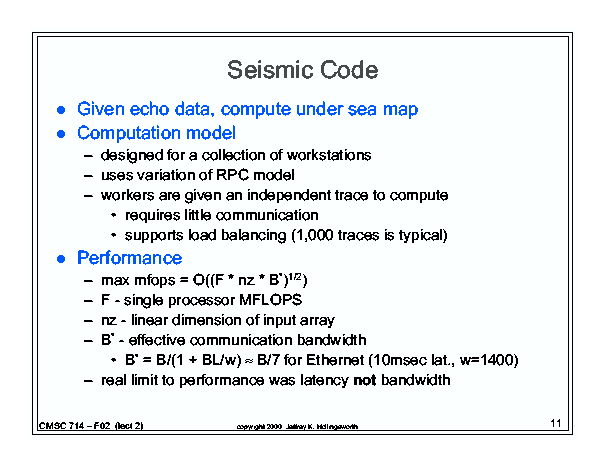 Seismic Code
● Given echo data, compute under sea map
● Computation model
– designed for a collection of workstations
– uses variation of RPC model
– workers are given an independent trace to compute
• requires little communication
• supports load balancing (1,000 traces is typical)
● Performance
– max mfops = O((F * nz * B*)1/2)
– F - single processor MFLOPS
– nz - linear dimension of input array
– B* - effective communication bandwidth
• B* = B/(1 + BL/w) ≈ B/7 for Ethernet (10msec lat., w=1400)
– real limit to performance was latency not bandwidth
CMSC 714 – F02 (lect 2)
copyright 2000 Jeffrey K. Hollingsworth
11